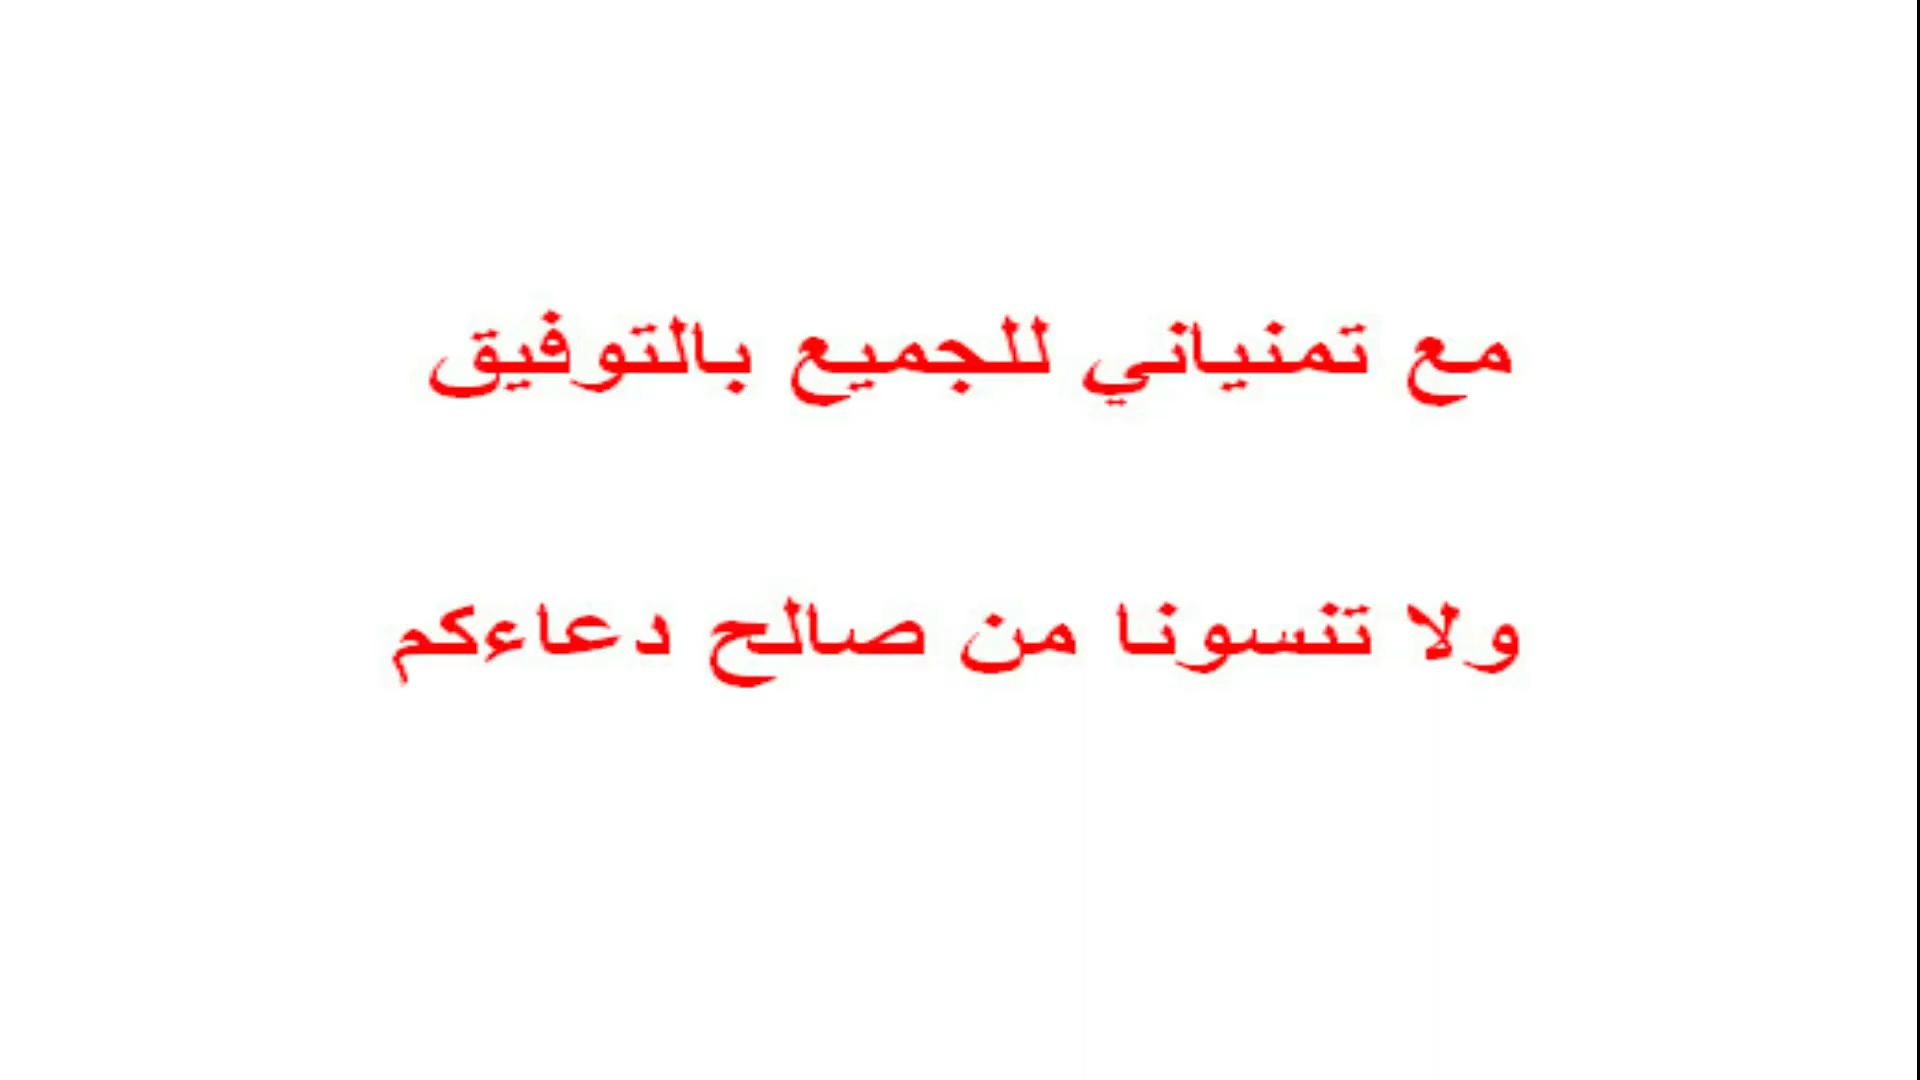 مع تمنياني للجميع بالتوفيق
ولا تنسونا من صالح دعاءكم